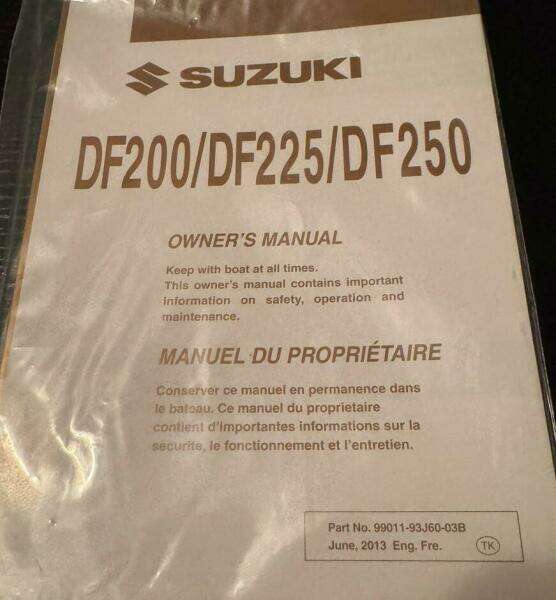 SUZUKI
DF200/DF225/DF250
OWNER'S MANUAL
Keep with boat at all times.
This owner's manual contains important
information on safety, operation and
maintenance.
MANUEL DU PROPRIÉTAIRE
Conserver ce manuel en permanence dans
le bateau. Ce manuel du proprietaire
contient d'importantes informations sur la
securite, le fonctionnement et l'entretien.
Part No. 99011-93J60-03B
June, 2013 Eng. Fre. TK